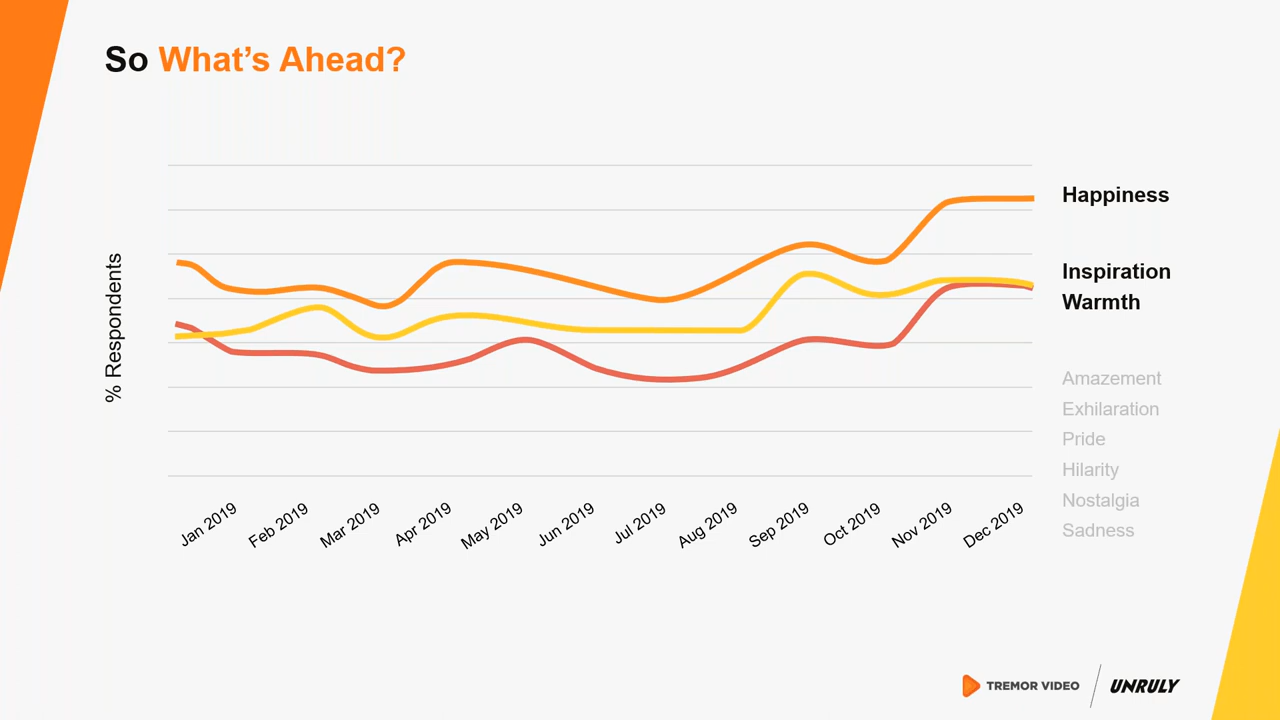 So What's Ahead?
% Respondents
Happiness
Inspiration
Warmth
Amazement
Exhilaration
Pride
Hilarity
Nostalgia
Sadness
Jan 2019
Feb 2019
Mar 2019
Apr 2019
May 2019
Jun 2019
Jul 2019
Aug 2019
Sep 2019
Oct 2019
Nov 2019
Dec 2019
TREMOR VIDEO
UNRULY